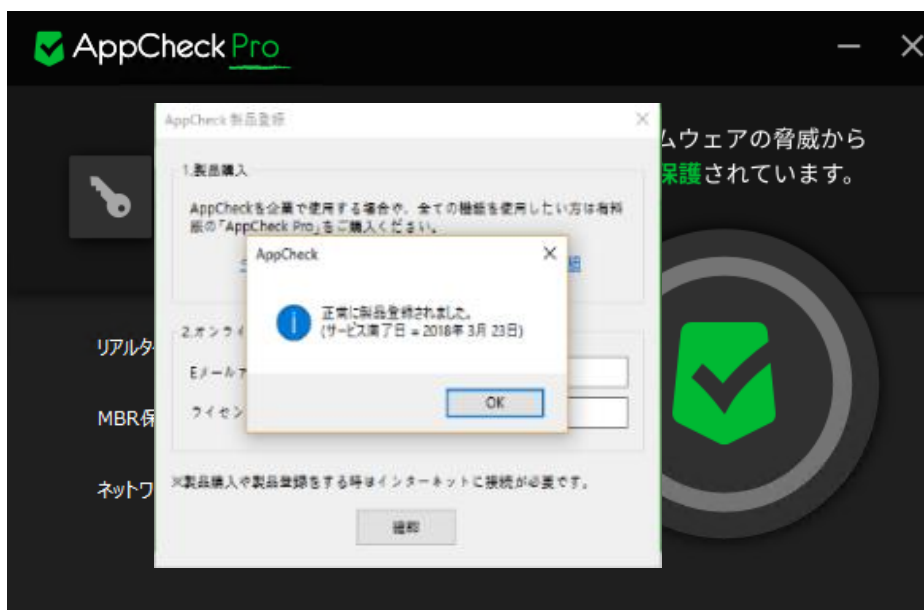 AppCheck Pro
AppCheck 製品登録
ムウェアの脅威から
保護されています。
1.製品購入
AppCheckを企業で使用する場合や、全ての機能を使用したい方は有料
版の「AppCheck Pro」をご購入ください。
AppCheck
正常に製品登録されました。
(サービス満了日 = 2018年 3月 23日)
OK
2.オンライ
Eメールア
ライセン
リアルタ
MBR保
ネットワ
※製品購入や製品登録をする時はインターネットに接続が必要です。
確認